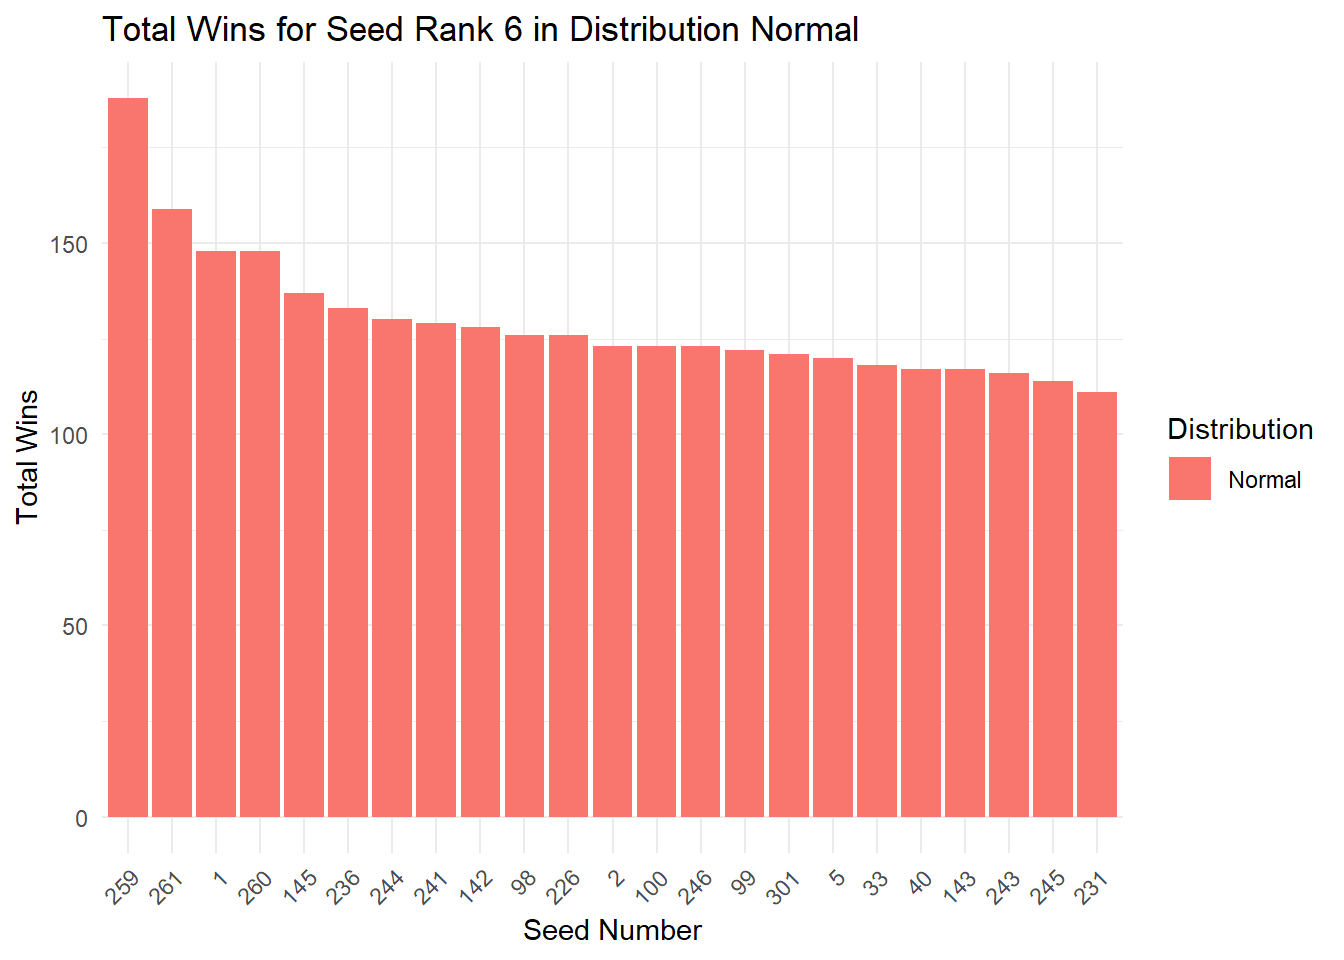 Total Wins for Seed Rank 6 in Distribution Normal
Total Wins
150
100
50
0
259 261 1 260 145 236 244 241 142 98 226 2 100 246 99 301 5 33 40 143 243 245 231
Seed Number
Distribution
Normal